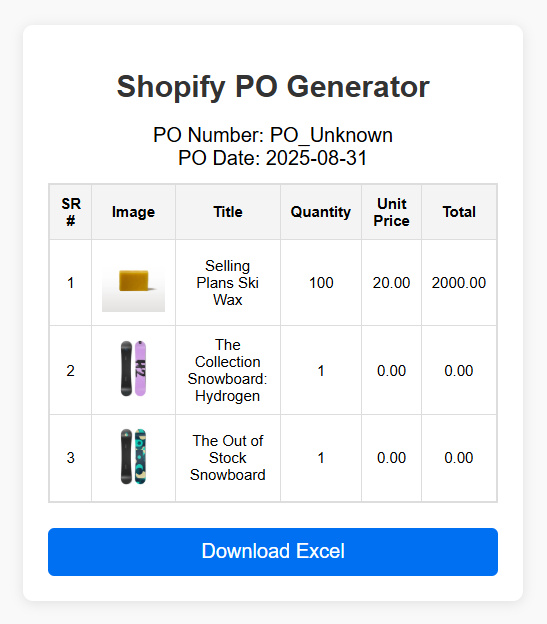 Shopify PO Generator
PO Number: PO_Unknown
PO Date: 2025-08-31
SR # Image Title Quantity Unit Price Total
1 Selling Plans Ski Wax 100 20.00 2000.00
2 H2 The Collection Snowboard: Hydrogen 1 0.00 0.00
3 The Out of Stock Snowboard 1 0.00 0.00
Download Excel